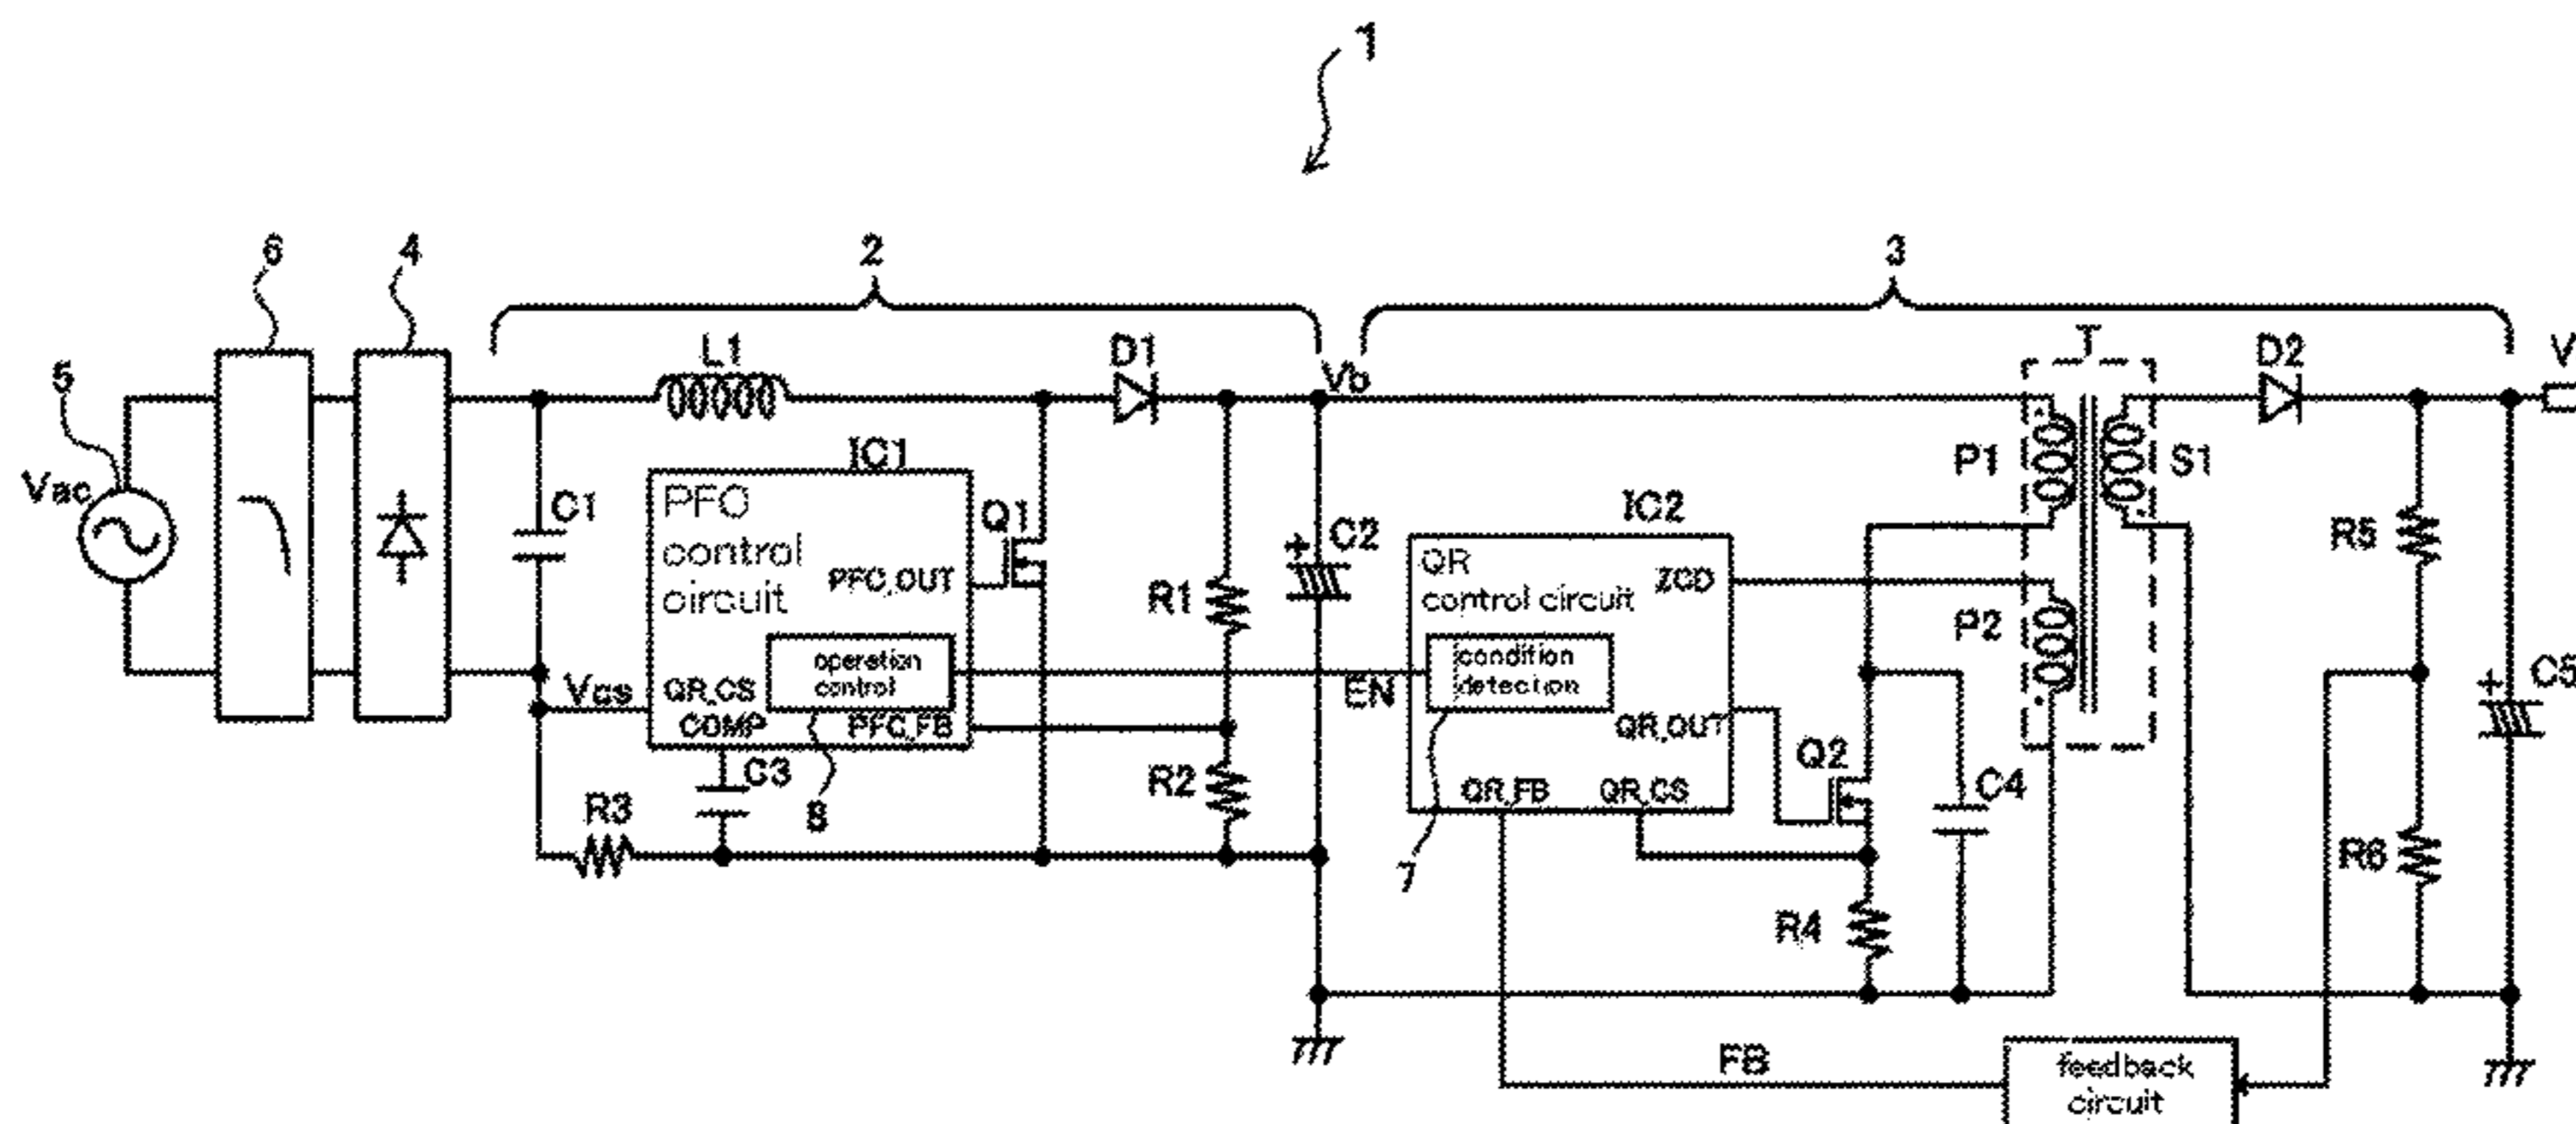 1
6
4
2
3
5
L1
D1
Vb
T
D2
V
Vac
C1
IC1
PFC
control
circuit
PFC_OUT
Q1
R1
C2
IC2
QR
control circuit
ZCD
P1
S1
P2
R5
operation
control
EN
condition
detection
Vcs
QR_CS
COMP
PFC_FB
QR_OUT
Q2
C4
C5
C3
8
R2
R3
QR_FB
QR_CS
7
R4
R6
FB
feedback
circuit